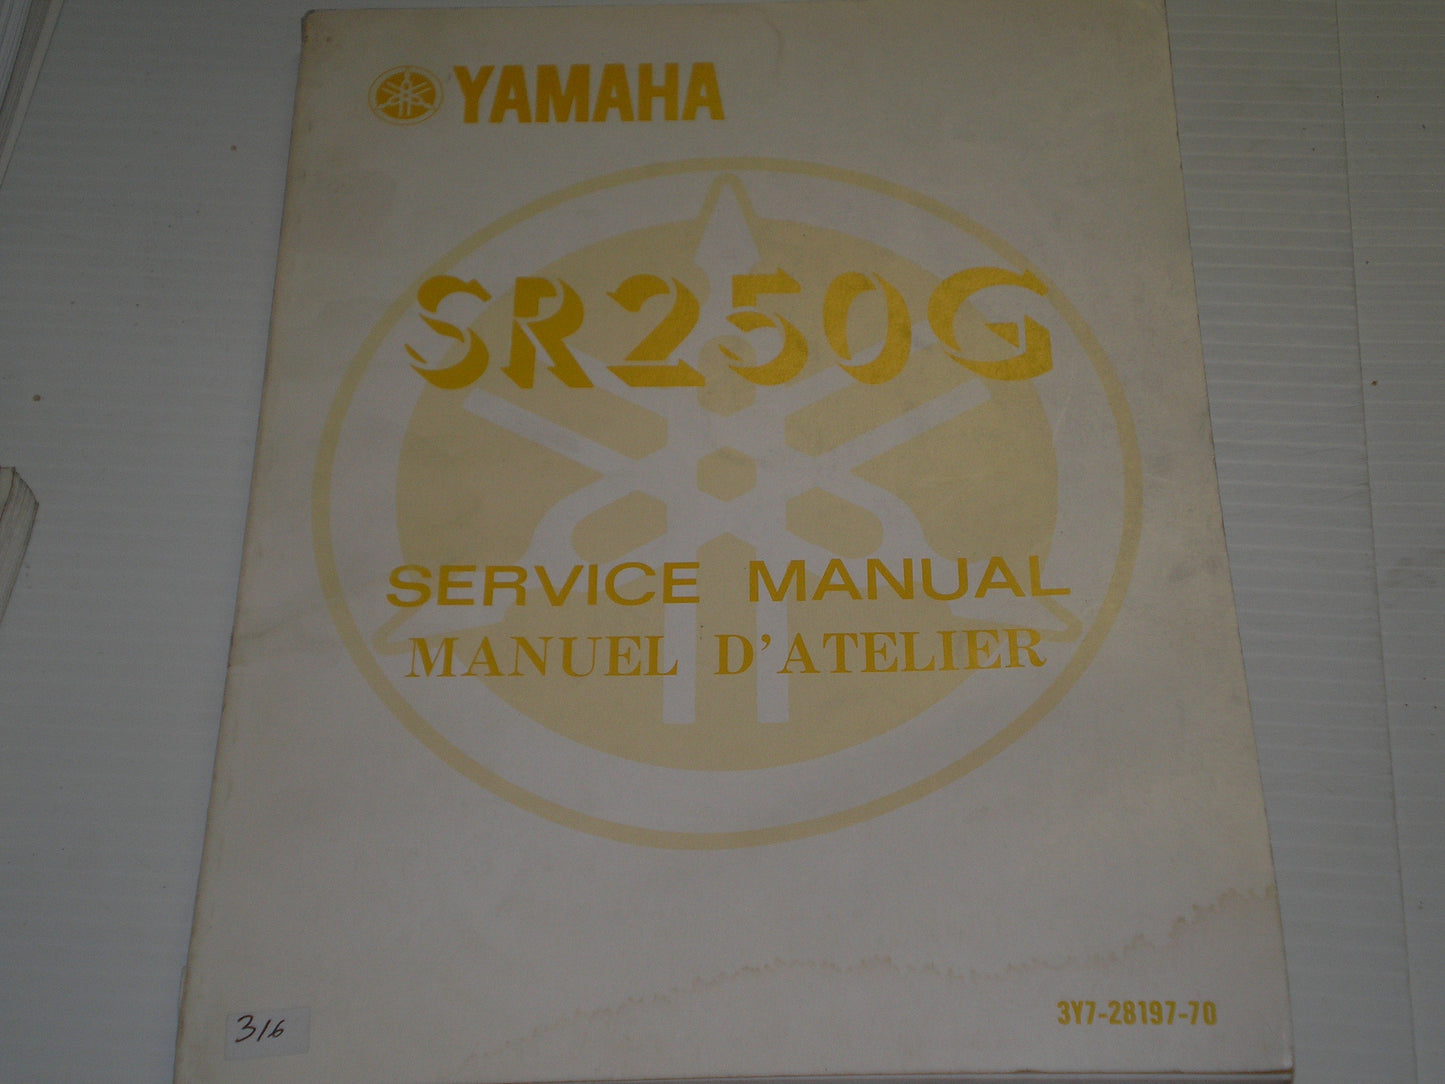 YAMAHA
SR250G
SERVICE MANUAL
MANUEL D'ATELIER
3Y7-28197-70
316